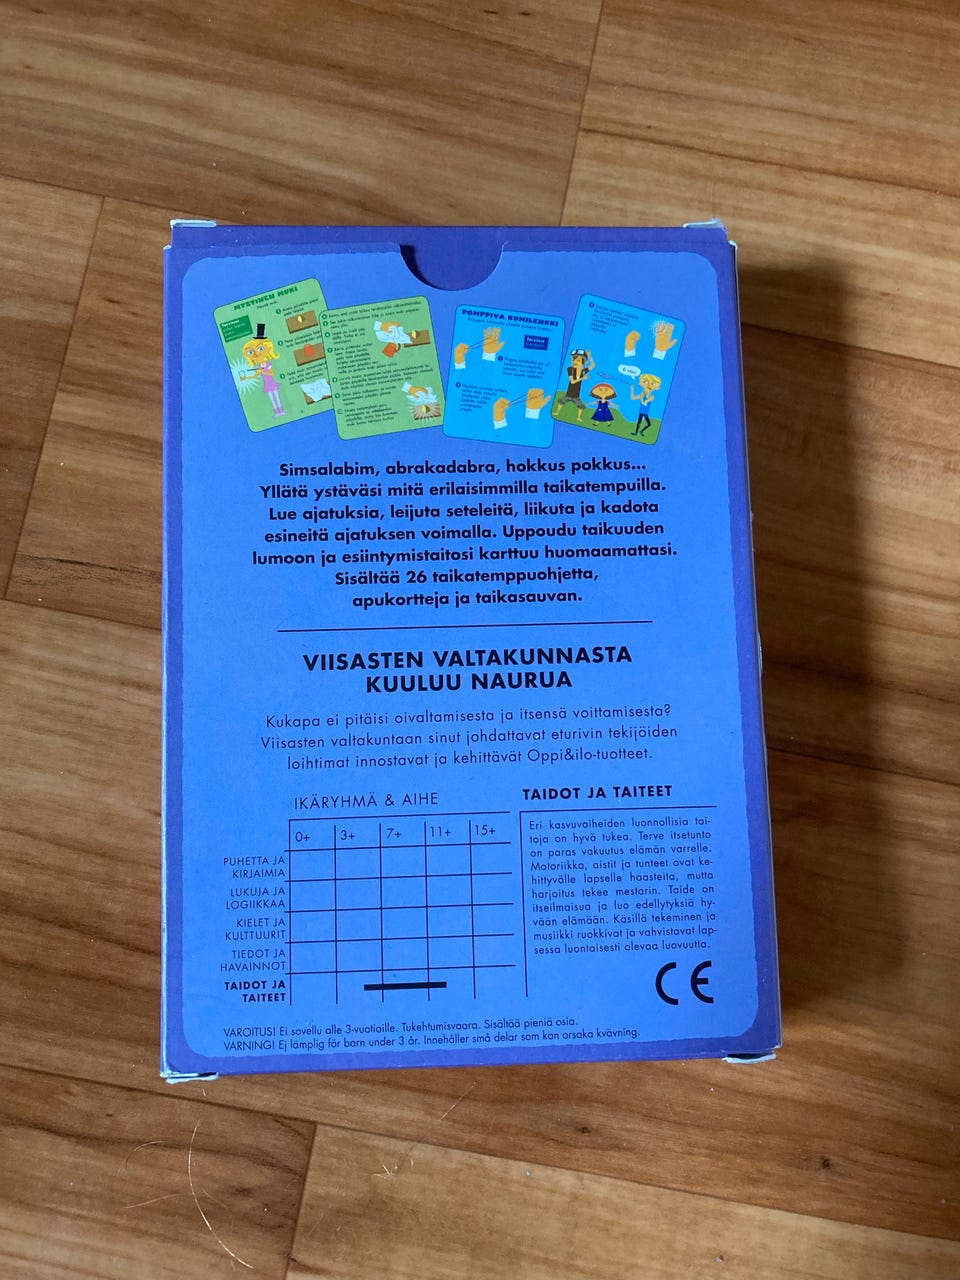 MYSTINEN MUKI
POMPPIVA KUMILENKKI
Simsalabim, abrakadabra, hokkus pokkus...
Yllätä ystäväsi mitä erilaisimmilla taikatempuilla.
Lue ajatuksia, leijuta seteleitä, liikuta ja kadota
esineitä ajatuksen voimalla. Uppoudu taikuuden
lumoon ja esiintymistaitosi karttuu huomaamattasi.
Sisältää 26 taikatemppuohjetta,
apukortteja ja taikasauvan.
VIISASTEN VALTAKUNNASTA
KUULUU NAURUA
Kukapa ei pitäisi oivaltamisesta ja itsensä voittamisesta?
Viisasten valtakuntaan sinut johdattavat eturivin tekijöiden
loihtimat innostavat ja kehittävät Oppi&ilo-tuotteet.
IKÄRYHMÄ & AIHE
0+ 3+ 7+ 11+ 15+
PUHETTA JA
KIRJAIMIA
LUKUJA JA
LOGIIKKAA
KIELET JA
KULTTUURIT
TIEDOT JA
HAVAINNOT
TAIDOT JA
TAITEET
TAIDOT JA TAITEET
Eri kasvuvaiheiden luonnollisia tai-
toja on hyvä tukea. Terve itsetunto
on paras vakuutus elämän varrelle.
Motoriikka, aistit ja tunteet ovat ke-
hittyvälle lapselle haasteita, mutta
harjoitus tekee mestarin. Taide on
itseilmaisua ja luo edellytyksiä hy-
vään elämään. Käsillä tekeminen ja
musiikki ruokkivat ja vahvistavat lap-
sessa luontaisesti olevaa luovuutta.
CE
VAROITUS! Ei sovellu alle 3-vuotiaille. Tukehtumisvaara. Sisältää pieniä osia.
VARNING! Ej lämplig för barn under 3 år. Innehåller små delar som kan orsaka kvävning.